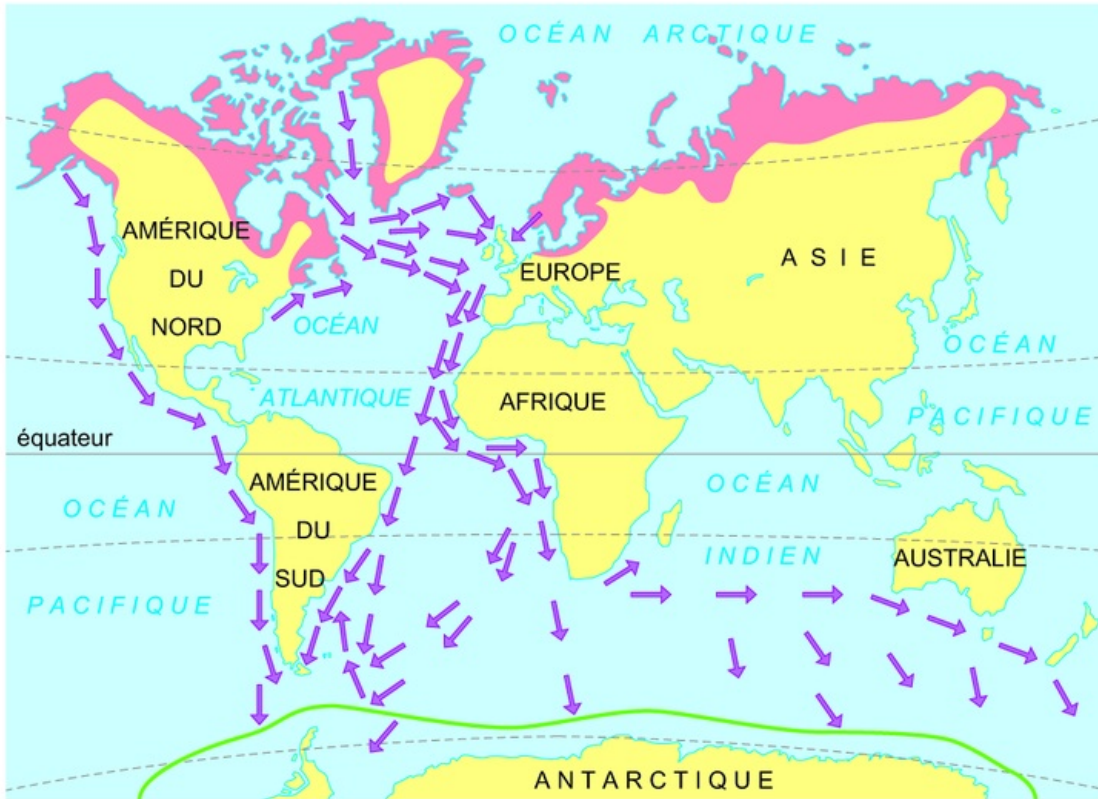 OCÉAN ARCTIQUE
AMÉRIQUE
DU
NORD
EUROPE
ASIE
OCÉAN
ATLANTIQUE
AFRIQUE
OCÉAN
PACIFIQUE
équateur
AMÉRIQUE
DU
SUD
OCÉAN
PACIFIQUE
OCÉAN
INDIEN
AUSTRALIE
ANTARCTIQUE